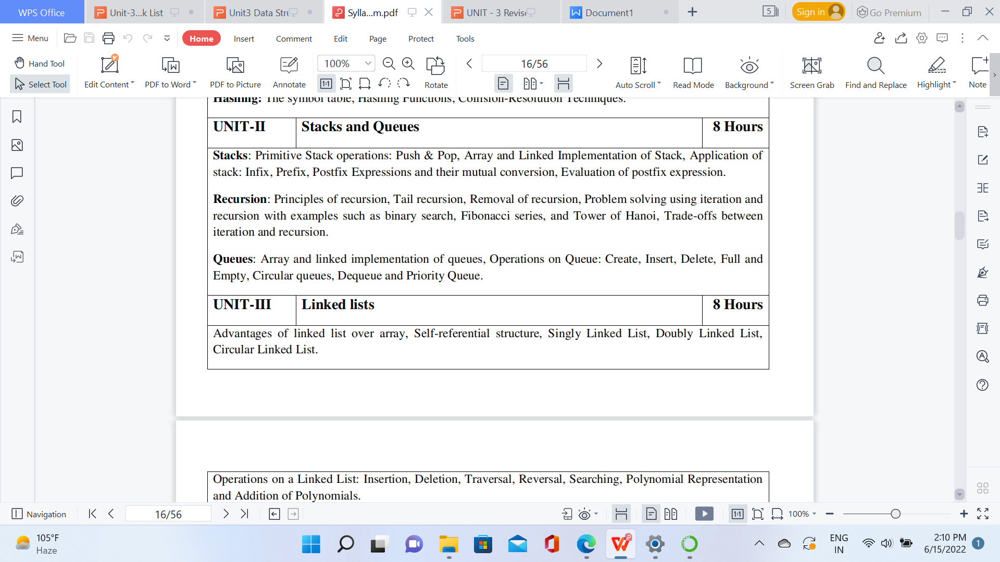 WPS Office
Unit-3...k List
Unit3 Data Stru
Sylla...m.pdf
UNIT - 3 Revise
Document1
5
Sign in
Go Premium
Menu
Home
Insert
Comment
Edit
Page
Protect
Tools
Hand Tool
Select Tool
Edit Content
PDF to Word
PDF to Picture
Annotate
100%
1:1
Rotate
16/56
Auto Scroll
Read Mode
Background
Screen Grab
Find and Replace
Highlight
Note
Hashing: The symbol table, Hashing Functions, Collision-Resolution Techniques.
UNIT-II Stacks and Queues 8 Hours
Stacks: Primitive Stack operations: Push & Pop, Array and Linked Implementation of Stack, Application of
stack: Infix, Prefix, Postfix Expressions and their mutual conversion, Evaluation of postfix expression.
Recursion: Principles of recursion, Tail recursion, Removal of recursion, Problem solving using iteration and
recursion with examples such as binary search, Fibonacci series, and Tower of Hanoi, Trade-offs between
iteration and recursion.
Queues: Array and linked implementation of queues, Operations on Queue: Create, Insert, Delete, Full and
Empty, Circular queues, Dequeue and Priority Queue.
UNIT-III Linked lists 8 Hours
Advantages of linked list over array, Self-referential structure, Singly Linked List, Doubly Linked List,
Circular Linked List.
Operations on a Linked List: Insertion, Deletion, Traversal, Reversal, Searching, Polynomial Representation
and Addition of Polynomials.
Navigation
16/56
1:1
100%
105°F
Haze
ENG
IN
2:10 PM
6/15/2022
1